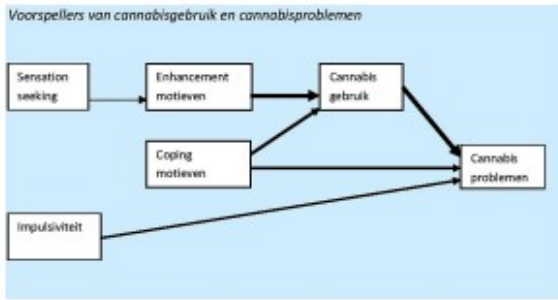 Voorspellers van cannabisgebruik en cannabisproblemen
Sensation
seeking
Enhancement
motieven
Cannabis
gebruik
Coping
motieven
Cannabis
problemen
Impulsiviteit